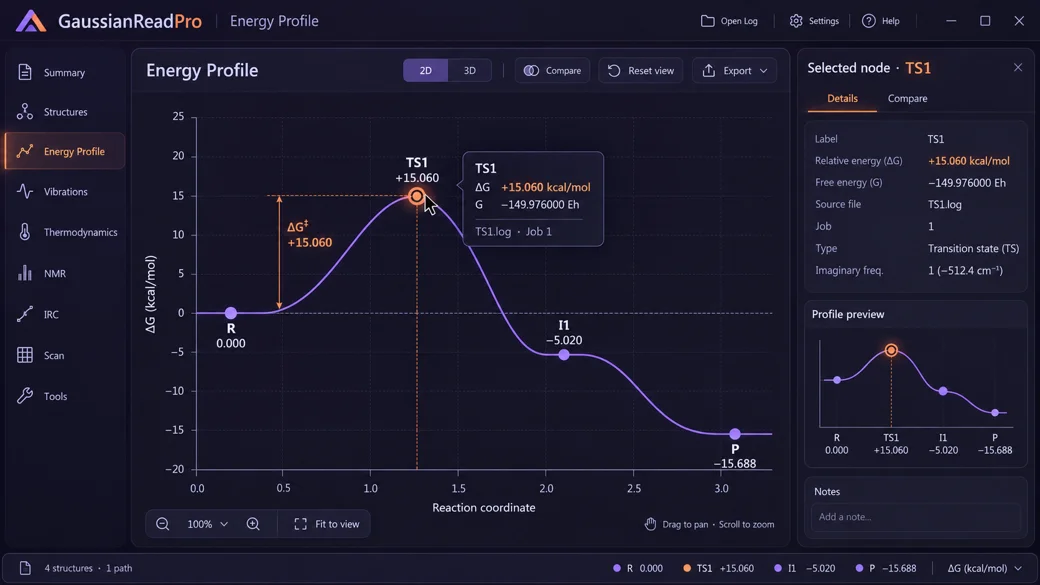 GaussianReadPro
Energy Profile
Open Log
Settings
Help
Summary
Structures
Energy Profile
Vibrations
Thermodynamics
NMR
IRC
Scan
Tools
Energy Profile
2D
3D
Compare
Reset view
Export
ΔG (kcal/mol)
25
20
15
10
5
0
−5
−10
−15
−20
0.0
0.5
1.0
1.5
2.0
2.5
3.0
Reaction coordinate
TS1
+15.060
ΔG‡
+15.060
R
0.000
I1
−5.020
P
−15.688
TS1
ΔG +15.060 kcal/mol
G −149.976000 Eh
TS1.log • Job 1
100%
Fit to view
Drag to pan • Scroll to zoom
Selected node · TS1
Details
Compare
Label TS1
Relative energy (ΔG) +15.060 kcal/mol
Free energy (G) −149.976000 Eh
Source file TS1.log
Job 1
Type Transition state (TS)
Imaginary freq. 1 (−512.4 cm⁻¹)
Profile preview
R TS1 I1 P
0.000 +15.060 −5.020 −15.688
Notes
Add a note...
4 structures • 1 path
R 0.000
TS1 +15.060
I1 −5.020
P −15.688
ΔG (kcal/mol)